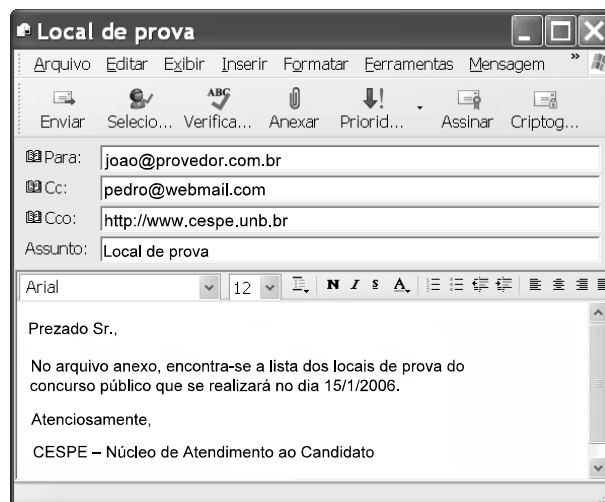 Local de prova
Arquivo Editar Exibir Inserir Formatar Ferramentas Mensagem »
Enviar Selecio... ABC Verifica... Anexar Priorid... Assinar Criptog...
Para: joao@provedor.com.br
Cc: pedro@webmail.com
Cco: http://www.cespe.unb.br
Assunto: Local de prova
Arial 12 N I S A
Prezado Sr.,
No arquivo anexo, encontra-se a lista dos locais de prova do
concurso público que se realizará no dia 15/1/2006.
Atenciosamente,
CESPE – Núcleo de Atendimento ao Candidato